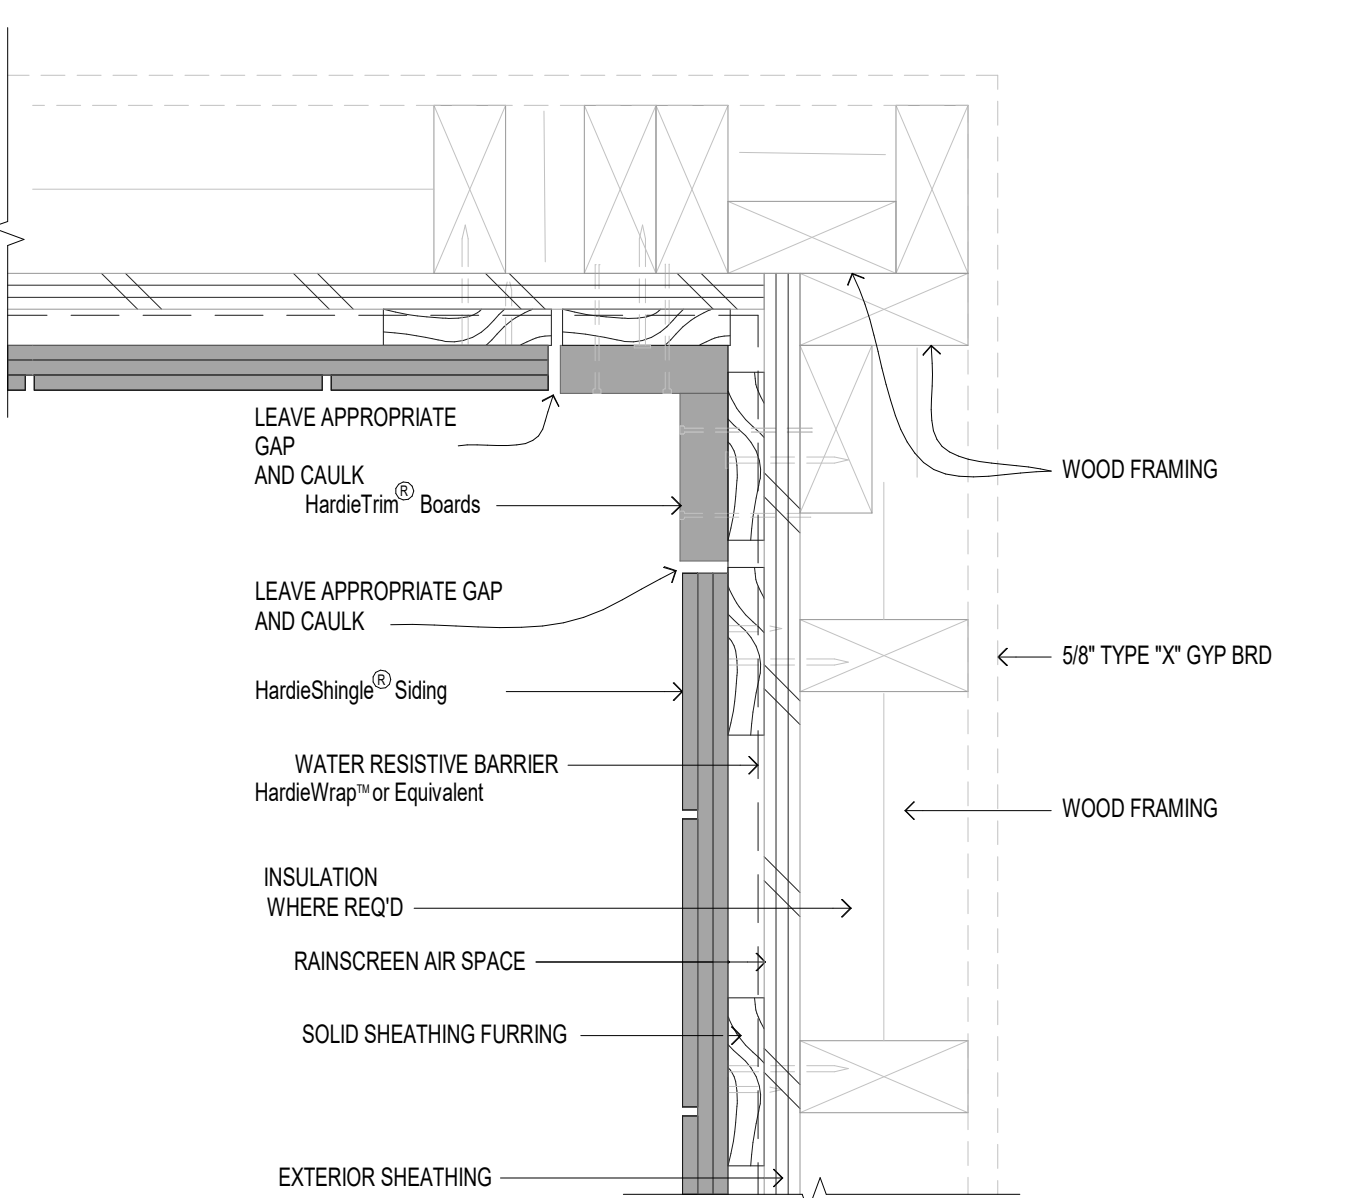 LEAVE APPROPRIATE
GAP
AND CAULK
HardieTrim® Boards
WOOD FRAMING
LEAVE APPROPRIATE GAP
AND CAULK
5/8" TYPE "X" GYP BRD
HardieShingle® Siding
WATER RESISTIVE BARRIER
HardieWrap™ or Equivalent
WOOD FRAMING
INSULATION
WHERE REQ'D
RAINSCREEN AIR SPACE
SOLID SHEATHING FURRING
EXTERIOR SHEATHING